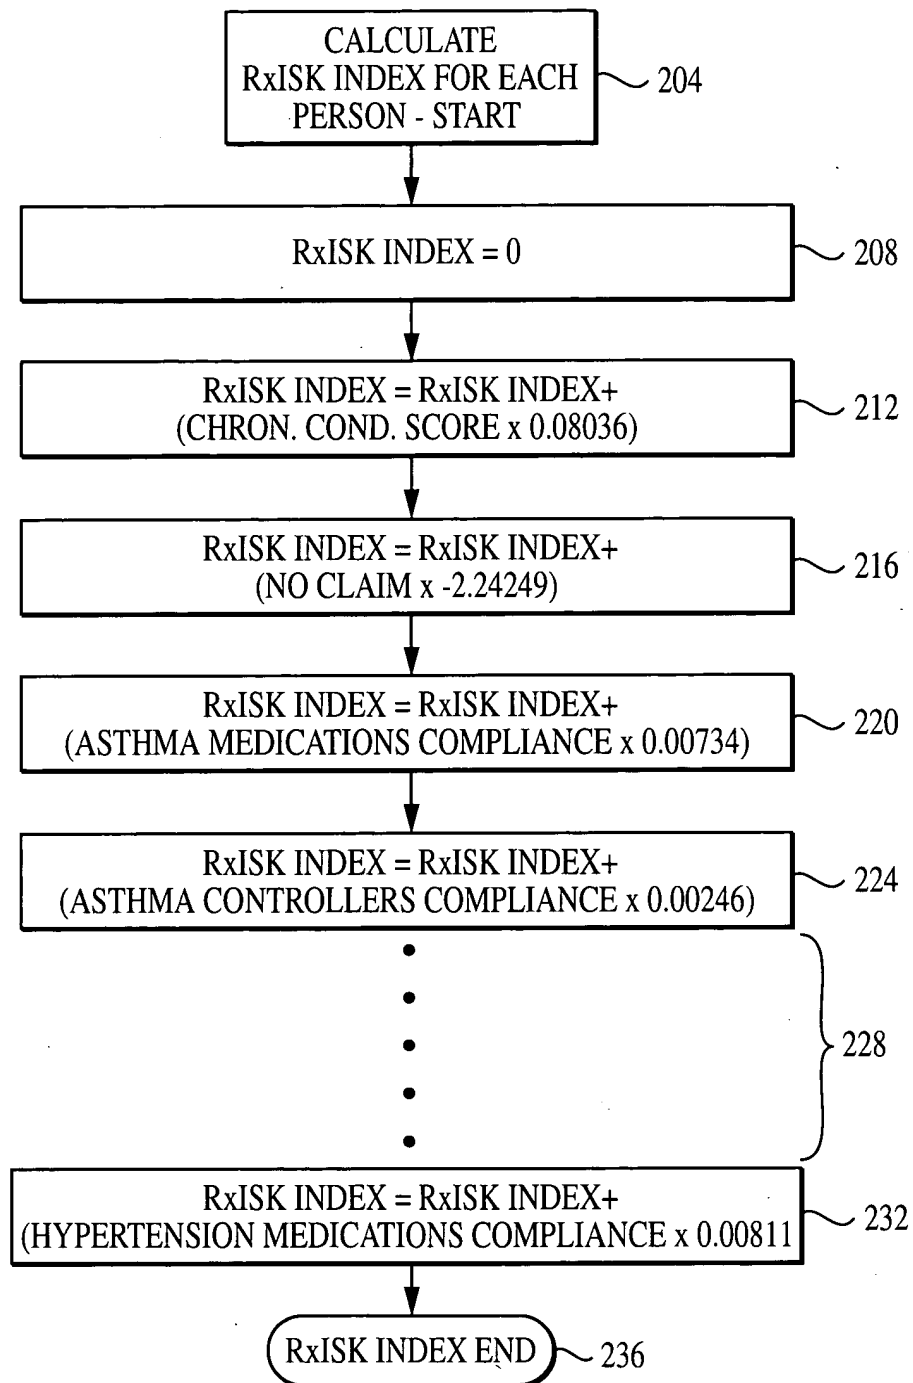 CALCULATE
RxISK INDEX FOR EACH
PERSON - START
204
RxISK INDEX = 0
208
RxISK INDEX = RxISK INDEX+
(CHRON. COND. SCORE x 0.08036)
212
RxISK INDEX = RxISK INDEX+
(NO CLAIM x -2.24249)
216
RxISK INDEX = RxISK INDEX+
(ASTHMA MEDICATIONS COMPLIANCE x 0.00734)
220
RxISK INDEX = RxISK INDEX+
(ASTHMA CONTROLLERS COMPLIANCE x 0.00246)
224
228
RxISK INDEX = RxISK INDEX+
(HYPERTENSION MEDICATIONS COMPLIANCE x 0.00811
232
RxISK INDEX END
236